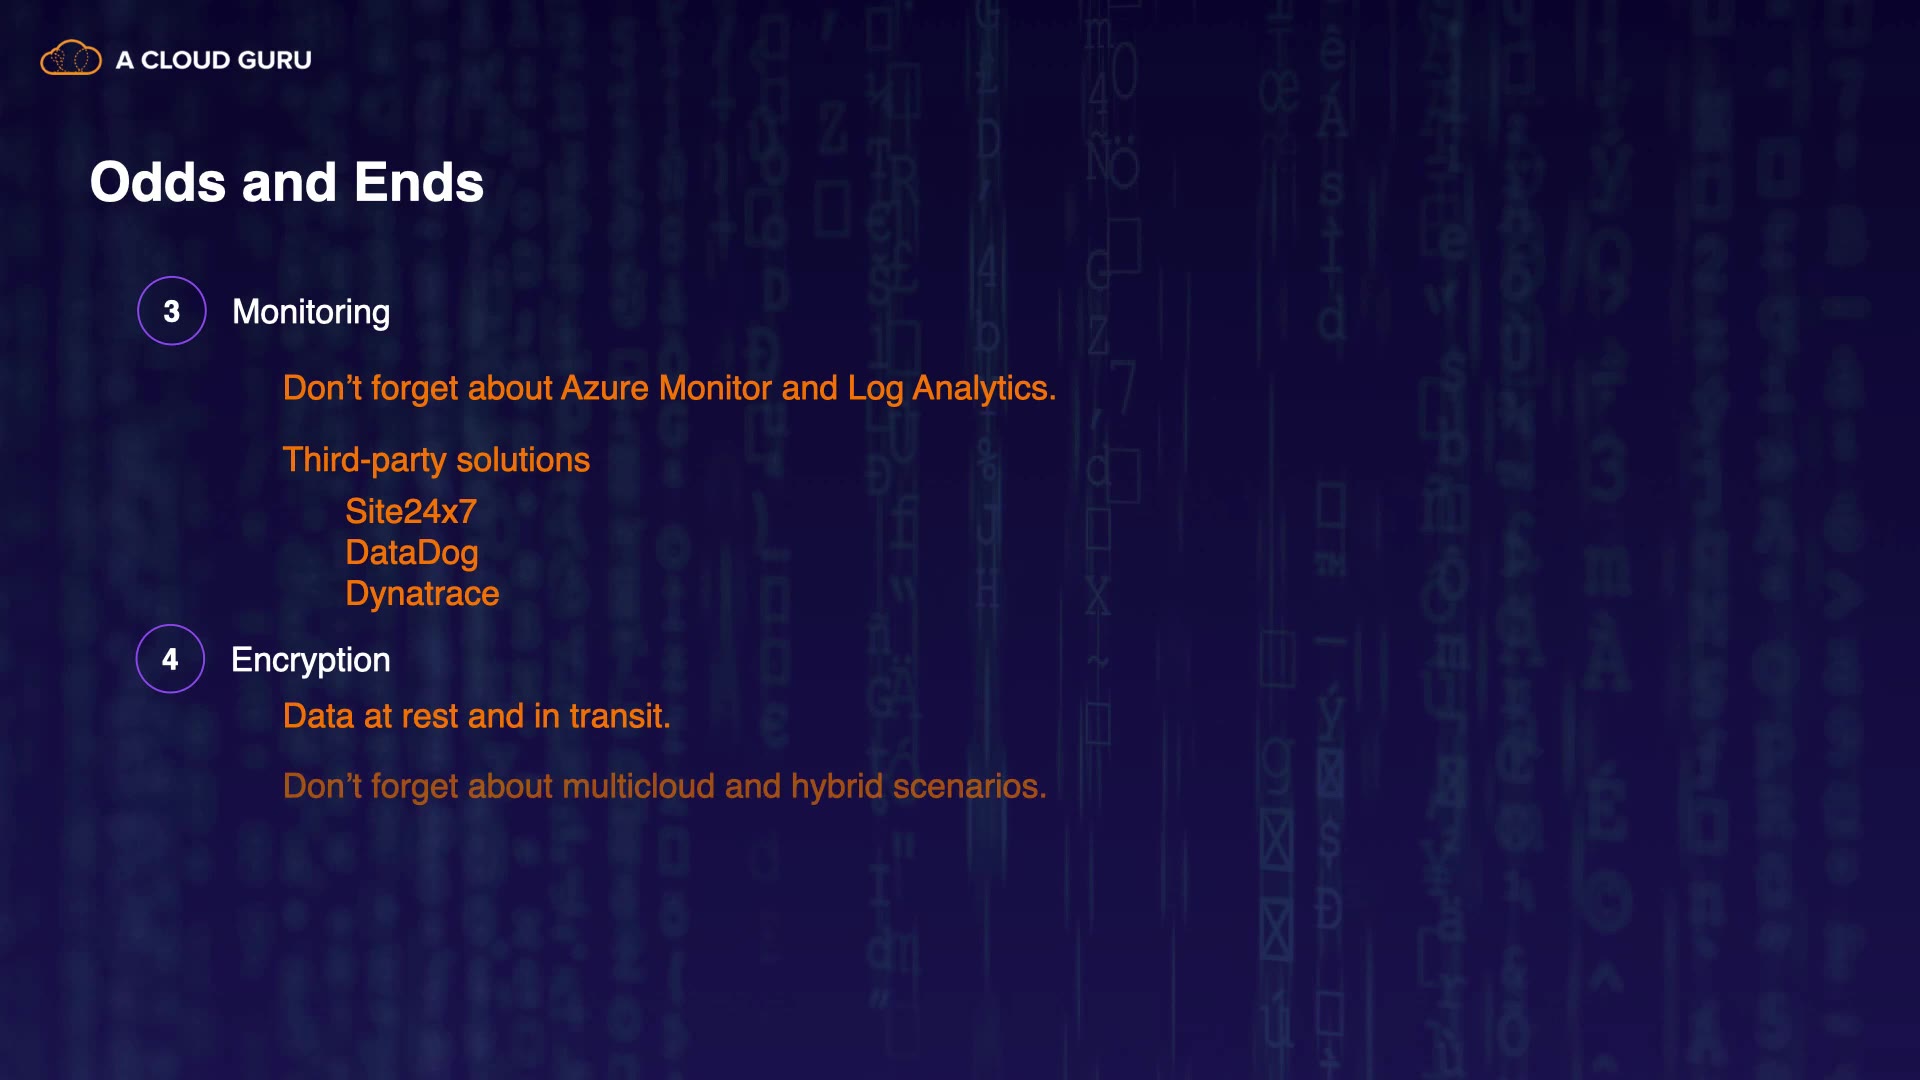 A CLOUD GURU
Odds and Ends
3 Monitoring
Don’t forget about Azure Monitor and Log Analytics.
Third-party solutions
Site24x7
DataDog
Dynatrace
4 Encryption
Data at rest and in transit.
Don’t forget about multicloud and hybrid scenarios.